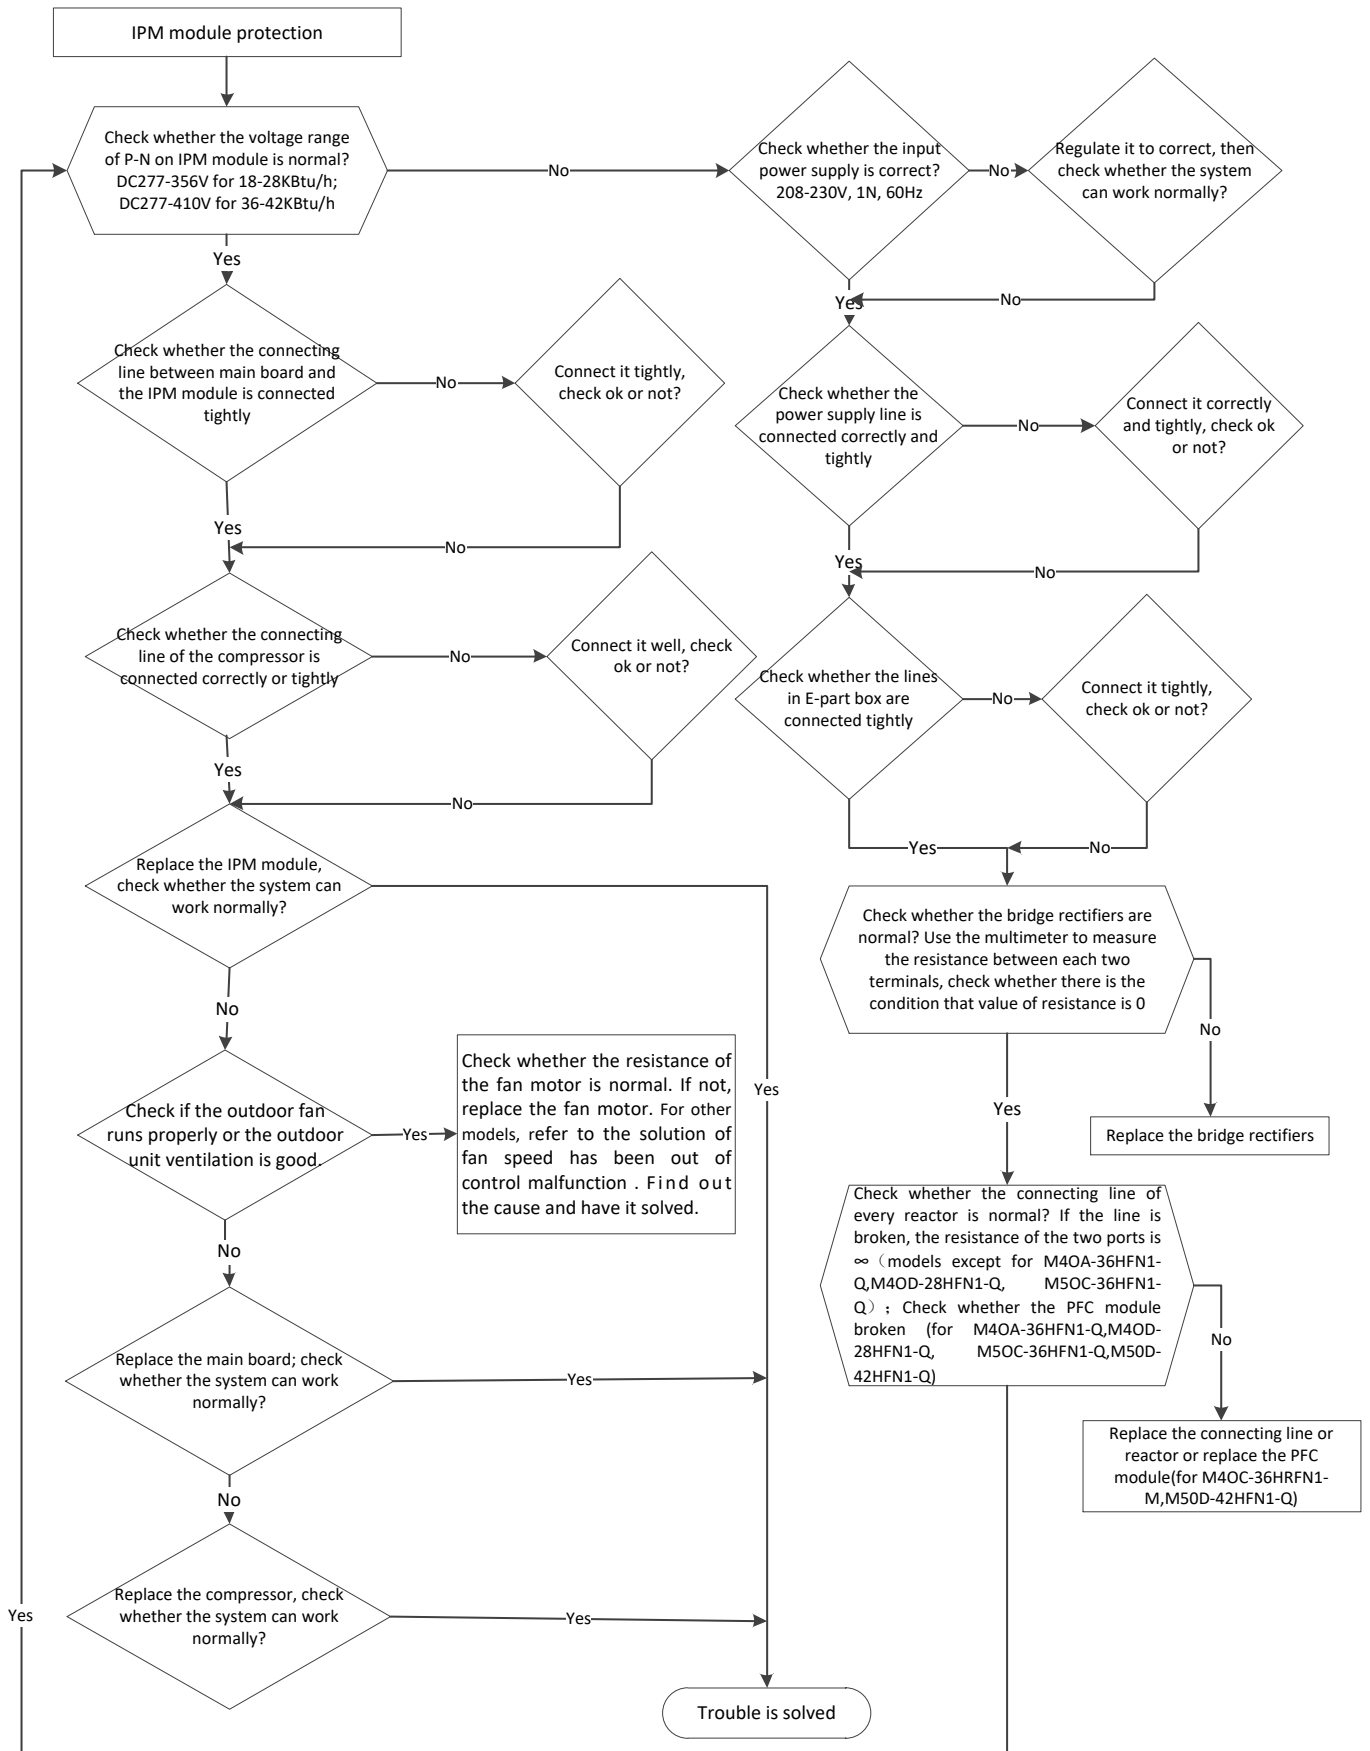 IPM module protection
Check whether the voltage range
of P-N on IPM module is normal?
DC277-356V for 18-28KBtu/h;
DC277-410V for 36-42KBtu/h
No
Check whether the input
power supply is correct?
208-230V, 1N, 60Hz
No
Regulate it to correct, then
check whether the system
can work normally?
Yes
Yes
No
Check whether the connecting
line between main board and
the IPM module is connected
tightly
No
Connect it tightly,
check ok or not?
Check whether the
power supply line is
connected correctly and
tightly
No
Connect it correctly
and tightly, check ok
or not?
Yes
No
Yes
No
Check whether the connecting
line of the compressor is
connected correctly or tightly
No
Connect it well, check
ok or not?
Check whether the lines
in E-part box are
connected tightly
No
Connect it tightly,
check ok or not?
Yes
No
Yes
No
Replace the IPM module,
check whether the system can
work normally?
Check whether the bridge rectifiers are
normal? Use the multimeter to measure
the resistance between each two
terminals, check whether there is the
condition that value of resistance is 0
No
No
Check if the outdoor fan
runs properly or the outdoor
unit ventilation is good.
Yes
Check whether the resistance of
the fan motor is normal. If not,
replace the fan motor. For other
models, refer to the solution of
fan speed has been out of
control malfunction . Find out
the cause and have it solved.
Yes
Yes
Replace the bridge rectifiers
No
Check whether the connecting line of
every reactor is normal? If the line is
broken, the resistance of the two ports is
∞（models except for M4OA-36HFN1-
Q,M4OD-28HFN1-Q, M5OC-36HFN1-
Q）；Check whether the PFC module
broken (for M4OA-36HFN1-Q,M4OD-
28HFN1-Q, M5OC-36HFN1-Q,M50D-
42HFN1-Q)
No
Replace the main board; check
whether the system can work
normally?
Yes
Replace the connecting line or
reactor or replace the PFC
module(for M4OC-36HRFN1-
M,M50D-42HFN1-Q)
No
Replace the compressor, check
whether the system can work
normally?
Yes
Yes
Trouble is solved